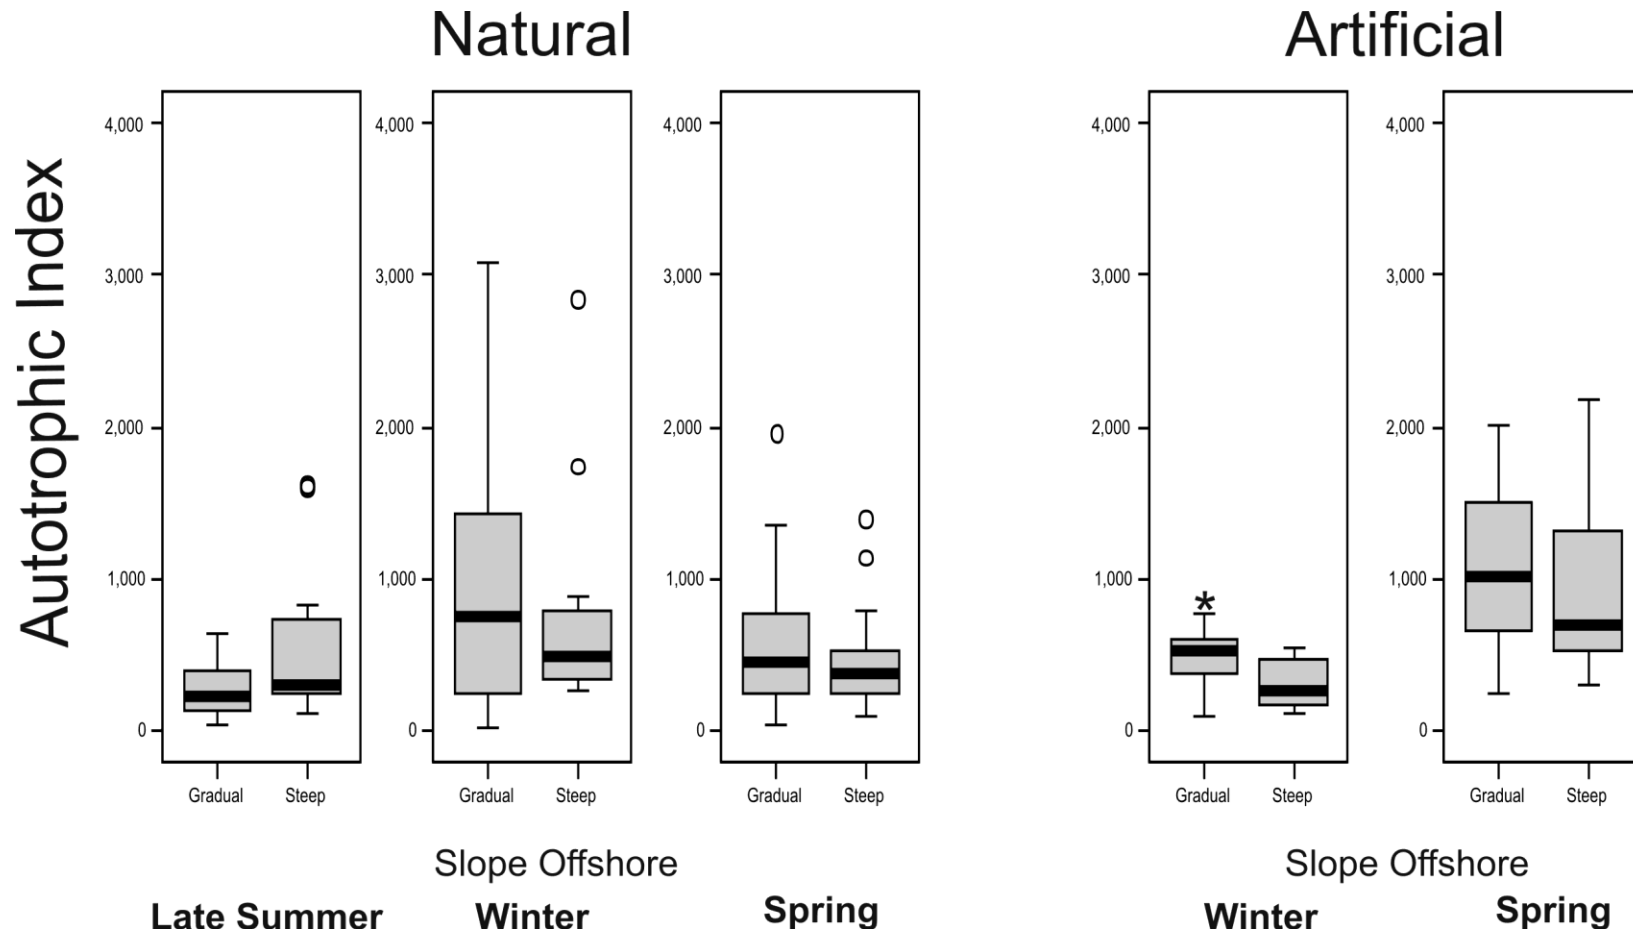 Natural
Artificial
Autotrophic Index
4,000
3,000
2,000
1,000
0
Gradual Steep
4,000
3,000
2,000
1,000
0
Gradual Steep
4,000
3,000
2,000
1,000
0
Gradual Steep
4,000
3,000
2,000
1,000
0
*
Gradual Steep
4,000
3,000
2,000
1,000
0
Gradual Steep
Slope Offshore
Slope Offshore
Late Summer
Winter
Spring
Winter
Spring